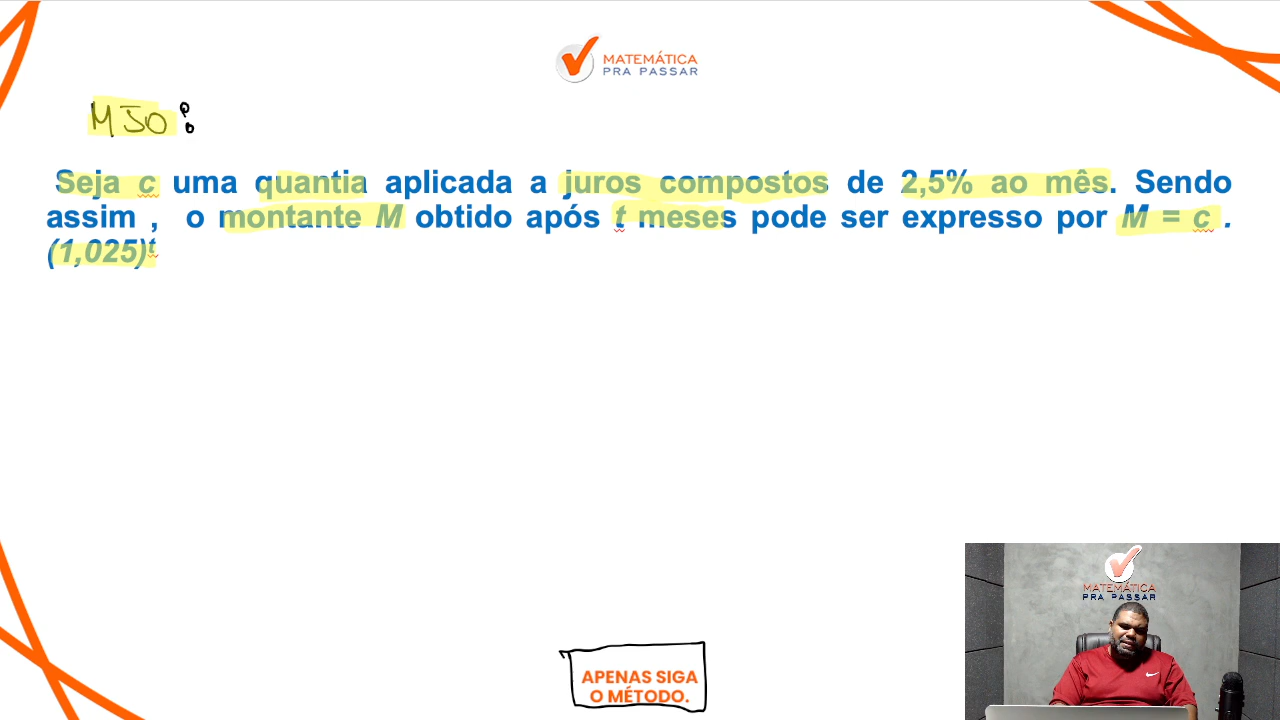 MATEMÁTICA
PRA PASSAR
MJO:
Seja c uma quantia aplicada a juros compostos de 2,5% ao mês. Sendo
assim , o montante M obtido após t meses pode ser expresso por M = c .
(1,025)ᵗ
MATEMÁTICA
PRA PASSAR
APENAS SIGA
O MÉTODO.